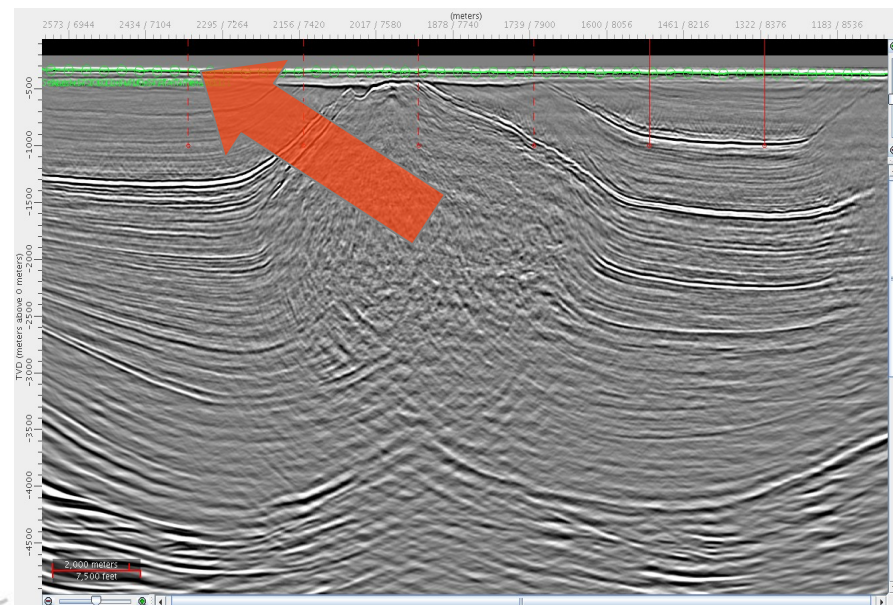 (meters)
2573 / 6944 2434 / 7104 2295 / 7264 2156 / 7420 2017 / 7580 1878 / 7740 1739 / 7900 1600 / 8056 1461 / 8216 1322 / 8376 1183 / 8536
TVD (meters above 0 meters)
-500
-1000
-1500
-2000
-2500
-3000
-3500
-4000
-4500
2,000 meters
7,500 feet